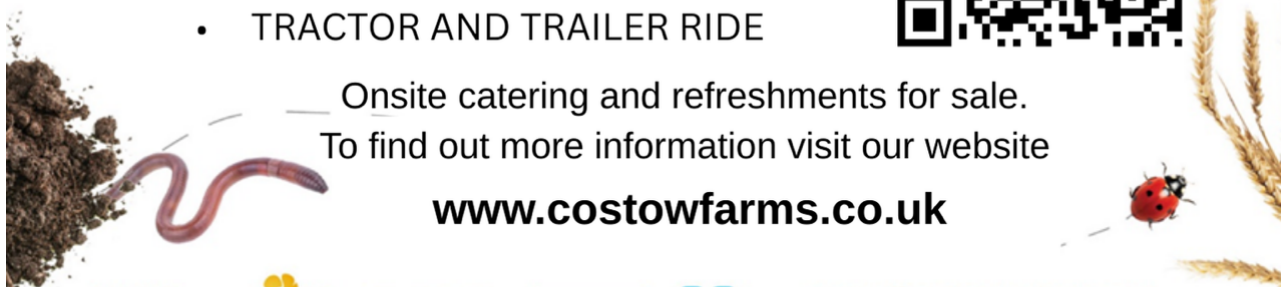 • TRACTOR AND TRAILER RIDE
Onsite catering and refreshments for sale.
To find out more information visit our website
www.costowfarms.co.uk